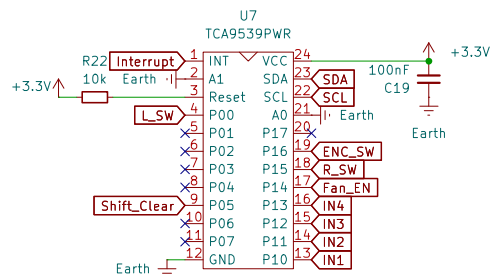 U7
TCA9539PWR
R22
10k
+3.3V
Interrupt 1 INT VCC 24
Earth 2 A1 SDA 23 SDA
3 Reset SCL 22 SCL
L_SW 4 P00 A0 21 Earth
5 P01 P17 20
6 P02 P16 19 ENC_SW
7 P03 P15 18 R_SW
8 P04 P14 17 Fan_EN
Shift_Clear 9 P05 P13 16 IN4
10 P06 P12 15 IN3
11 P07 P11 14 IN2
Earth 12 GND P10 13 IN1
+3.3V
100nF
C19
Earth